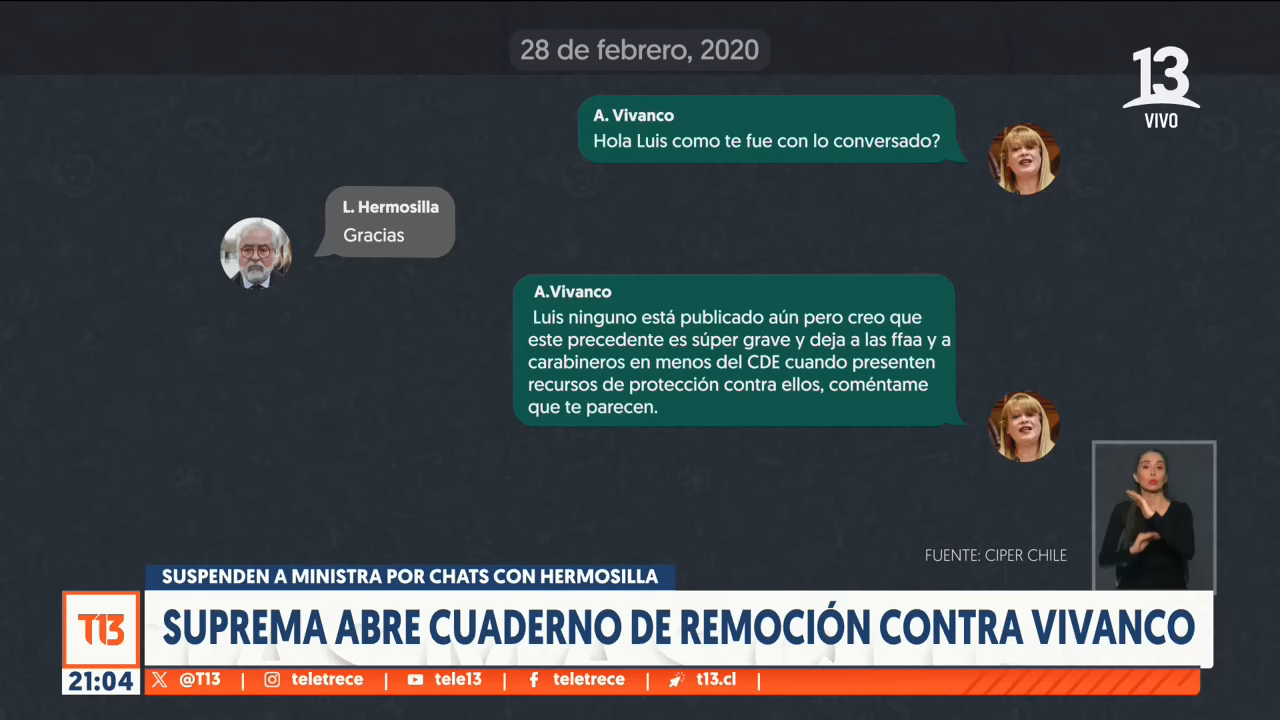 28 de febrero, 2020
13
VIVO
A. Vivanco
Hola Luis como te fue con lo conversado?
L. Hermosilla
Gracias
A.Vivanco
Luis ninguno está publicado aún pero creo que
este precedente es súper grave y deja a las ffaa y a
carabineros en menos del CDE cuando presenten
recursos de protección contra ellos, coméntame
que te parecen.
FUENTE: CIPER CHILE
SUSPENDEN A MINISTRA POR CHATS CON HERMOSILLA
T13
SUPREMA ABRE CUADERNO DE REMOCIÓN CONTRA VIVANCO
21:04
@T13 | teletrece | tele13 | teletrece | t13.cl |